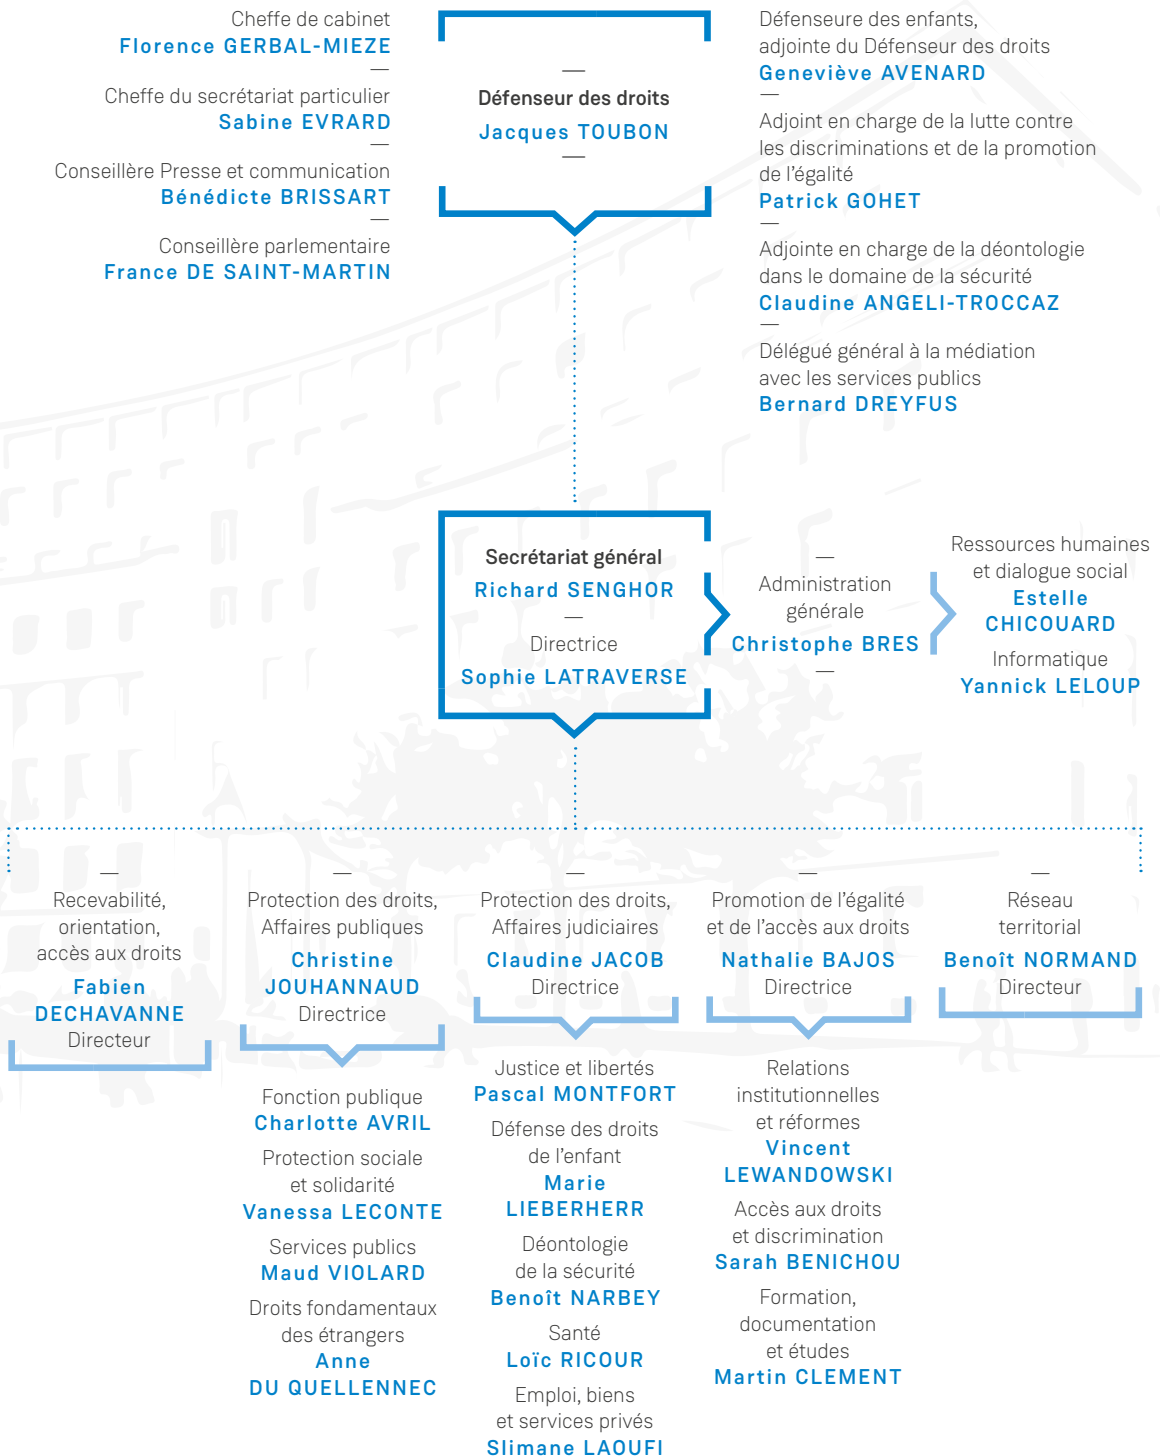 Cheffe de cabinet
Florence GERBAL-MIEZE
—
Cheffe du secrétariat particulier
Sabine EVRARD
—
Conseillère Presse et communication
Bénédicte BRISSART
—
Conseillère parlementaire
France DE SAINT-MARTIN
—
Défenseur des droits
Jacques TOUBON
—
Défenseure des enfants,
adjointe du Défenseur des droits
Geneviève AVENARD
—
Adjoint en charge de la lutte contre
les discriminations et de la promotion
de l'égalité
Patrick GOHET
—
Adjointe en charge de la déontologie
dans le domaine de la sécurité
Claudine ANGELI-TROCCAZ
—
Délégué général à la médiation
avec les services publics
Bernard DREYFUS
Secrétariat général
Richard SENGHOR
—
Directrice
Sophie LATRAVERSE
—
Administration
générale
Christophe BRES
—
Ressources humaines
et dialogue social
Estelle
CHICOUARD
Informatique
Yannick LELOUP
—
Recevabilité,
orientation,
accès aux droits
Fabien
DECHAVANNE
Directeur
—
Protection des droits,
Affaires publiques
Christine
JOUHANNAUD
Directrice
Fonction publique
Charlotte AVRIL
Protection sociale
et solidarité
Vanessa LECONTE
Services publics
Maud VIOLARD
Droits fondamentaux
des étrangers
Anne
DU QUELLENNEC
—
Protection des droits,
Affaires judiciaires
Claudine JACOB
Directrice
Justice et libertés
Pascal MONTFORT
Défense des droits
de l'enfant
Marie
LIEBERHERR
Déontologie
de la sécurité
Benoît NARBEY
Santé
Loïc RICOUR
Emploi, biens
et services privés
Slimane LAOUFI
—
Promotion de l'égalité
et de l'accès aux droits
Nathalie BAJOS
Directrice
Relations
institutionnelles
et réformes
Vincent
LEWANDOWSKI
Accès aux droits
et discrimination
Sarah BENICHOU
Formation,
documentation
et études
Martin CLEMENT
—
Réseau
territorial
Benoît NORMAND
Directeur